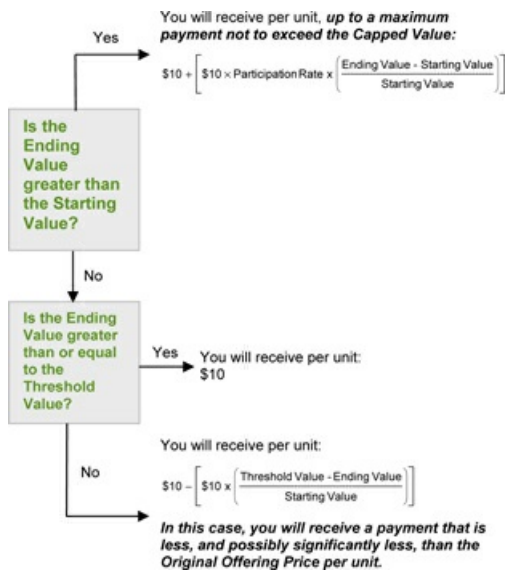 You will receive per unit, up to a maximum
payment not to exceed the Capped Value:
Yes
$10 + [ $10 × Participation Rate x ( Ending Value - Starting Value / Starting Value ) ]
Is the
Ending
Value
greater than
the Starting
Value?
No
Is the Ending
Value greater
than or equal
to the
Threshold
Value?
Yes
You will receive per unit:
$10
You will receive per unit:
No
$10 – [ $10 x ( Threshold Value - Ending Value / Starting Value ) ]
In this case, you will receive a payment that is
less, and possibly significantly less, than the
Original Offering Price per unit.